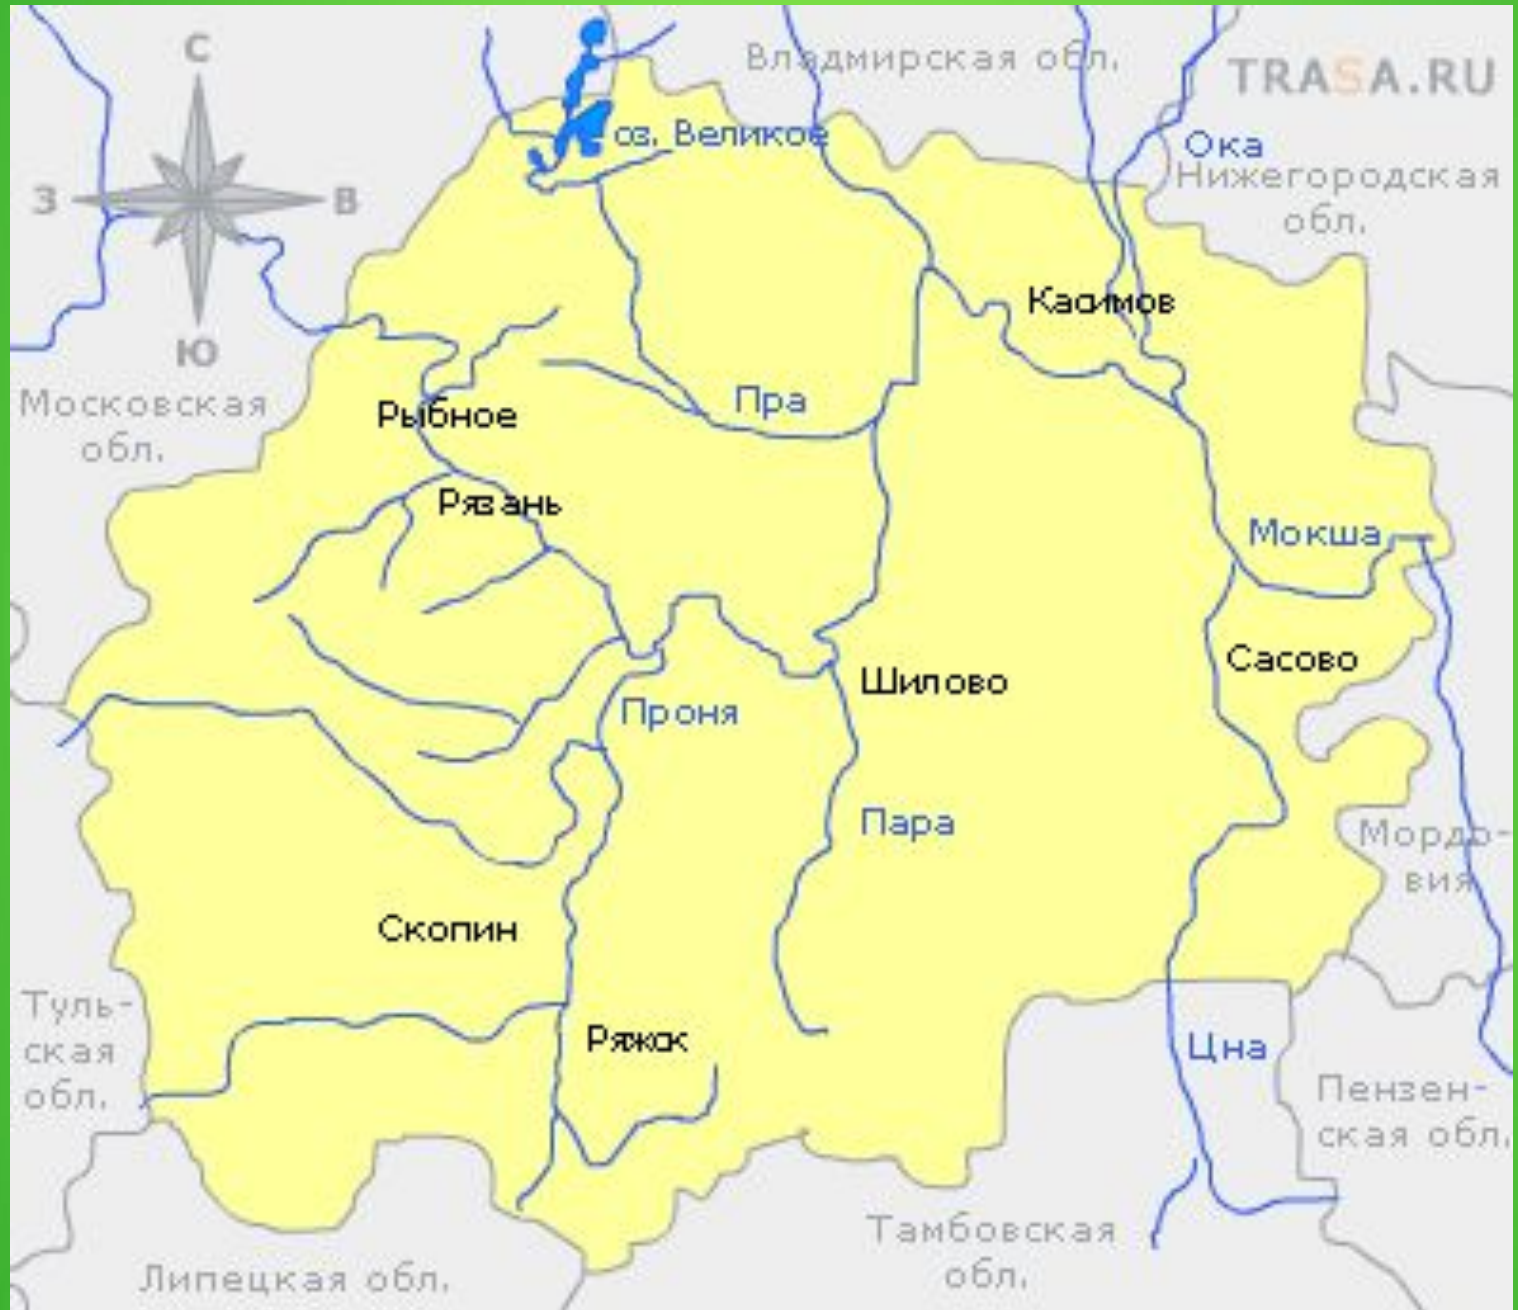 С
Владмирская обл.
TRASA.RU
оз. Великое
Ока
З
В
Нижегородская
обл.
Касимов
Ю
Московская
обл.
Рыбное
Пра
Рязань
Мокша
Сасово
Шилово
Проня
Пара
Мордо-
вия
Скопин
Туль-
ская
обл.
Ряжск
Цна
Пензен-
ская обл.
Тамбовская
обл.
Липецкая обл.